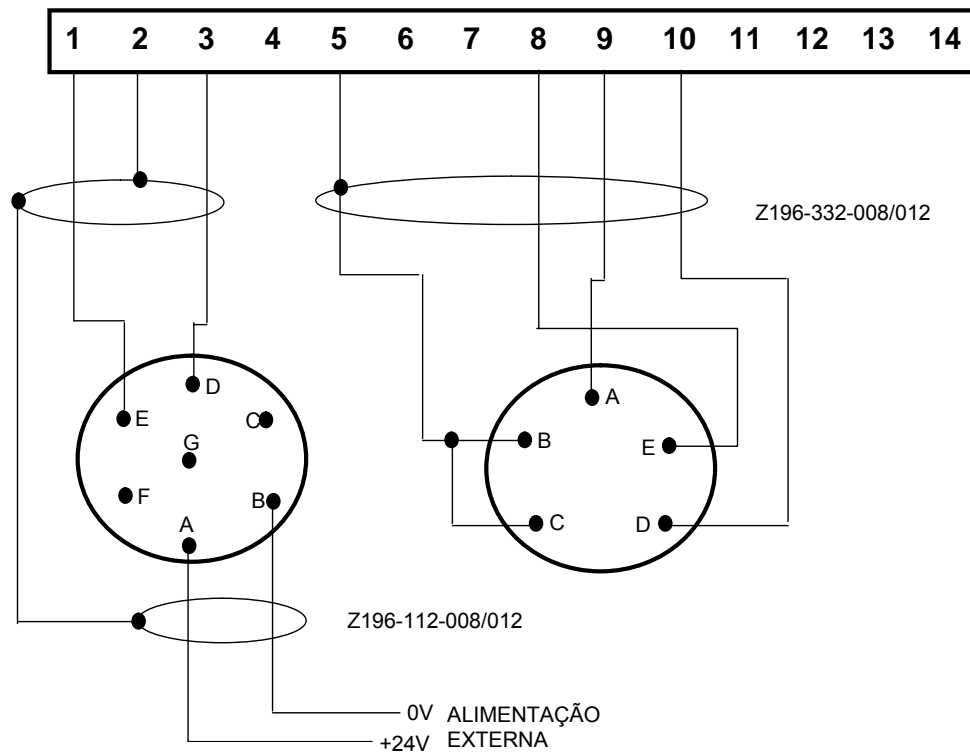 1 2 3 4 5 6 7 8 9 10 11 12 13 14
Z196-332-008/012
D
E
C
G
F
B
A
A
B
E
C
D
Z196-112-008/012
0V ALIMENTAÇÃO
+24V EXTERNA